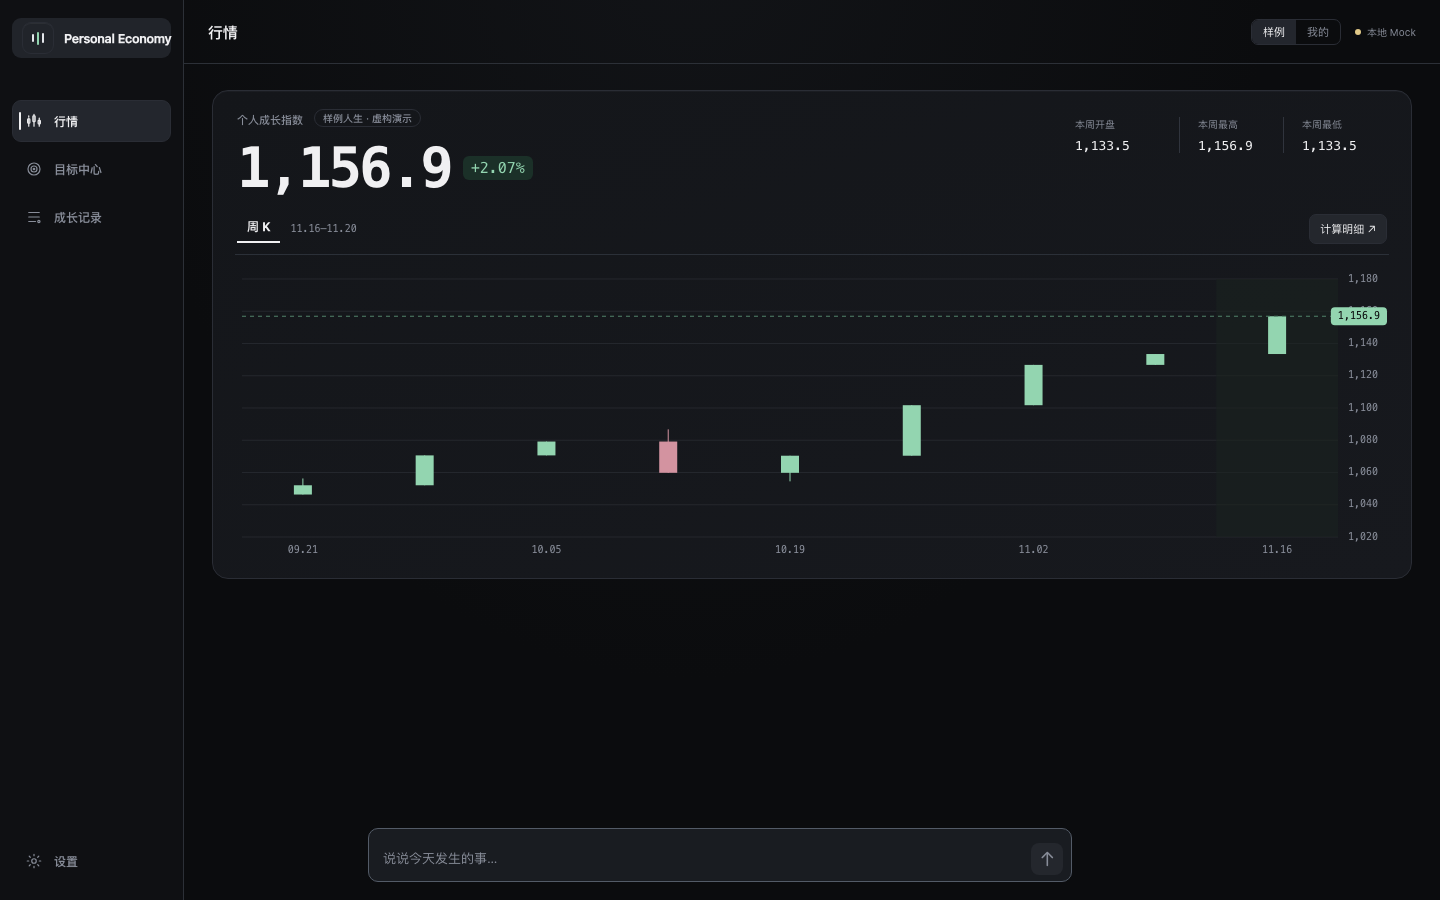 Personal Economy
行情
目标中心
成长记录
设置
行情
样例
我的
本地 Mock
个人成长指数
样例人生 · 虚构演示
1,156.9
+2.07%
本周开盘
1,133.5
本周最高
1,156.9
本周最低
1,133.5
周 K
11.16–11.20
计算明细 ↗
1,180
1,156.9
1,140
1,120
1,100
1,080
1,060
1,040
1,020
09.21
10.05
10.19
11.02
11.16
说说今天发生的事...